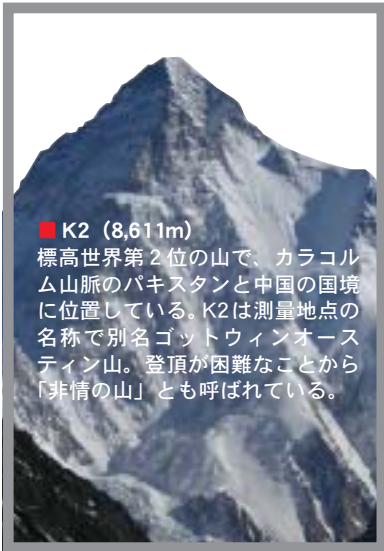 ■ K2（8,611m）
標高世界第2位の山で、カラコル
ム山脈のパキスタンと中国の国境
に位置している。K2は測量地点の
名称で別名ゴットウィンオース
ティン山。登頂が困難なことから
「非情の山」とも呼ばれている。